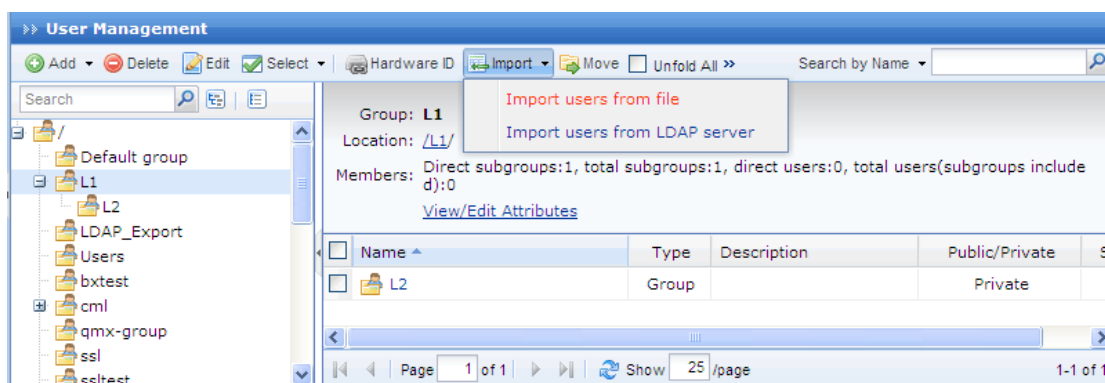 >> User Management
Add Delete Edit Select Hardware ID Import Move Unfold All >> Search by Name
Search
/
Default group
L1
L2
LDAP_Export
Users
bxtest
cml
qmx-group
ssl
ssltest
Import users from file
Import users from LDAP server
Group: L1
Location: /L1/
Members: Direct subgroups:1, total subgroups:1, direct users:0, total users(subgroups include
d):0
View/Edit Attributes
Name Type Description Public/Private S
L2 Group Private
Page 1 of 1 Show 25 /page 1-1 of 1